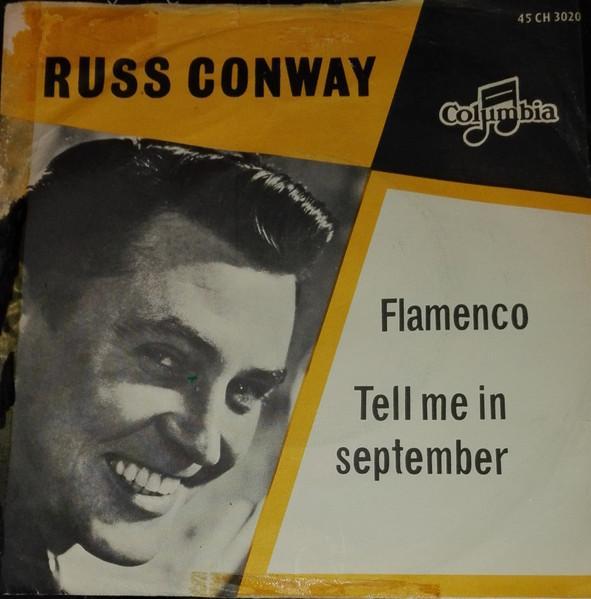 45 CH 3020
RUSS CONWAY
Columbia
Flamenco
Tell me in
september